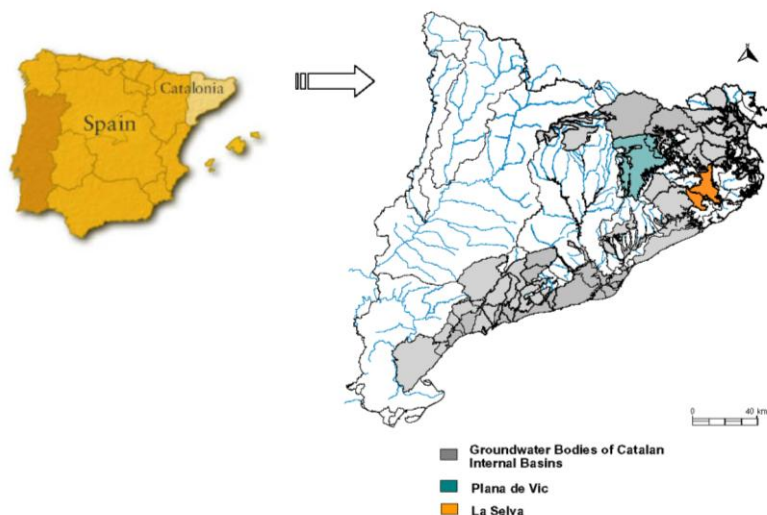 Catalonia
Spain
0
40 km
Groundwater Bodies of Catalan
Internal Basins
Plana de Vic
La Selva